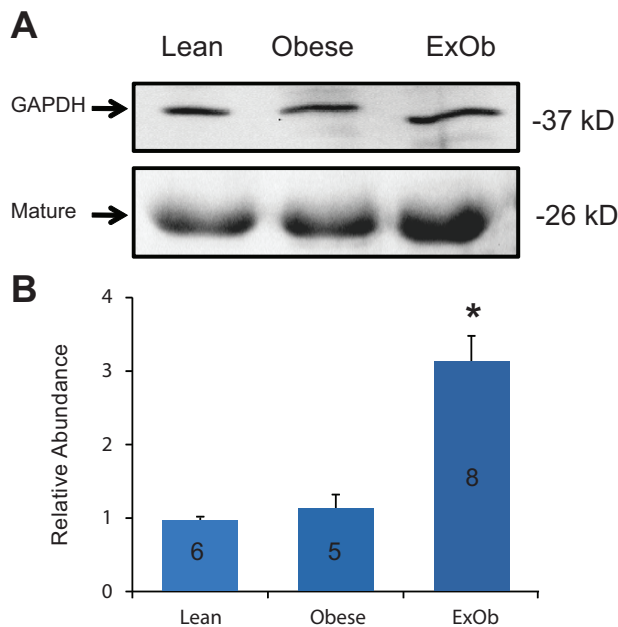 A
Lean Obese ExOb
GAPDH
-37 kD
Mature
-26 kD
B
Relative Abundance
4
3
2
1
0
*
6
5
8
Lean Obese ExOb